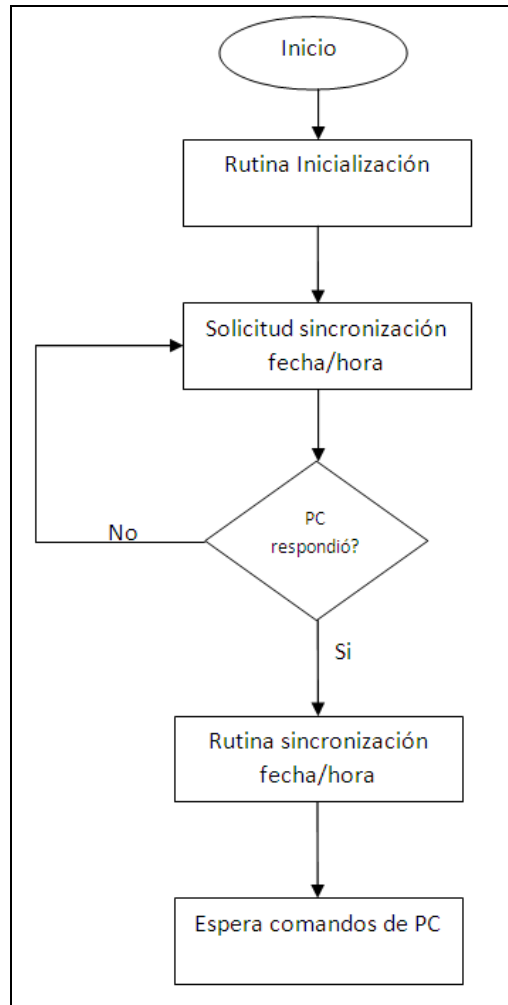 Inicio
Rutina Inicialización
Solicitud sincronización
fecha/hora
PC
respondió?
No
Si
Rutina sincronización
fecha/hora
Espera comandos de PC